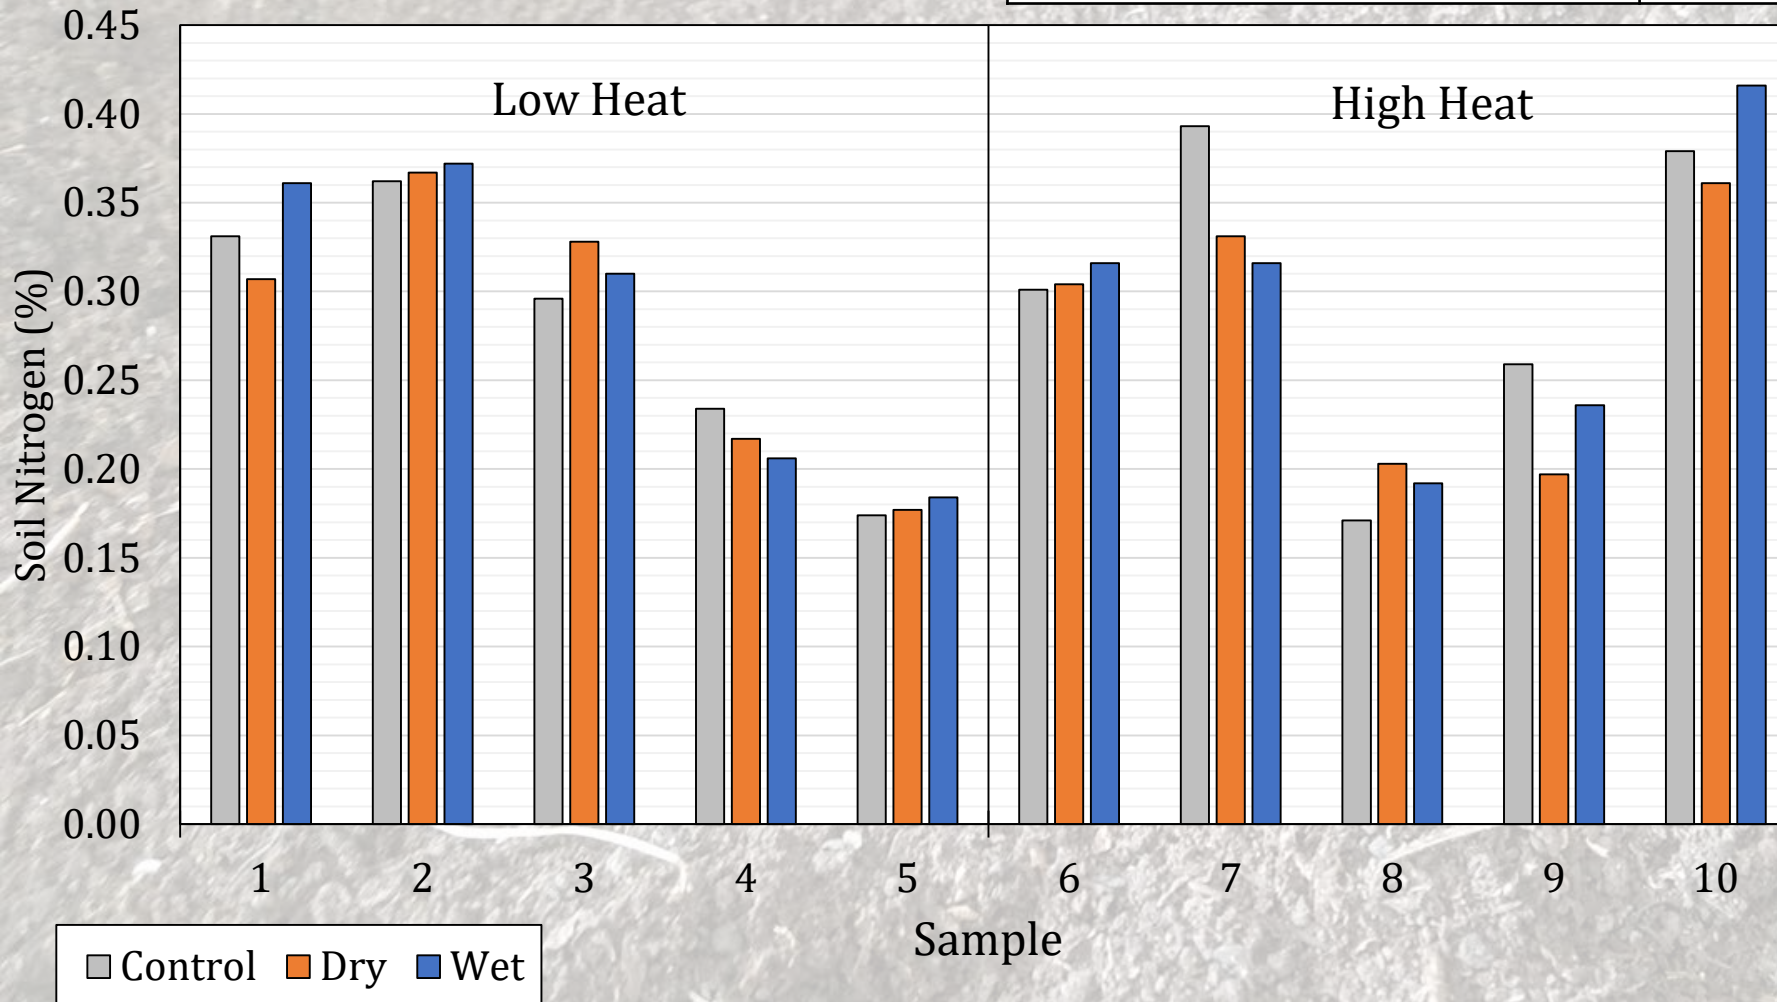 0.45
0.40
0.35
0.30
0.25
0.20
0.15
0.10
0.05
0.00
Soil Nitrogen (%)
Low Heat
High Heat
1 2 3 4 5 6 7 8 9 10
Sample
Control Dry Wet